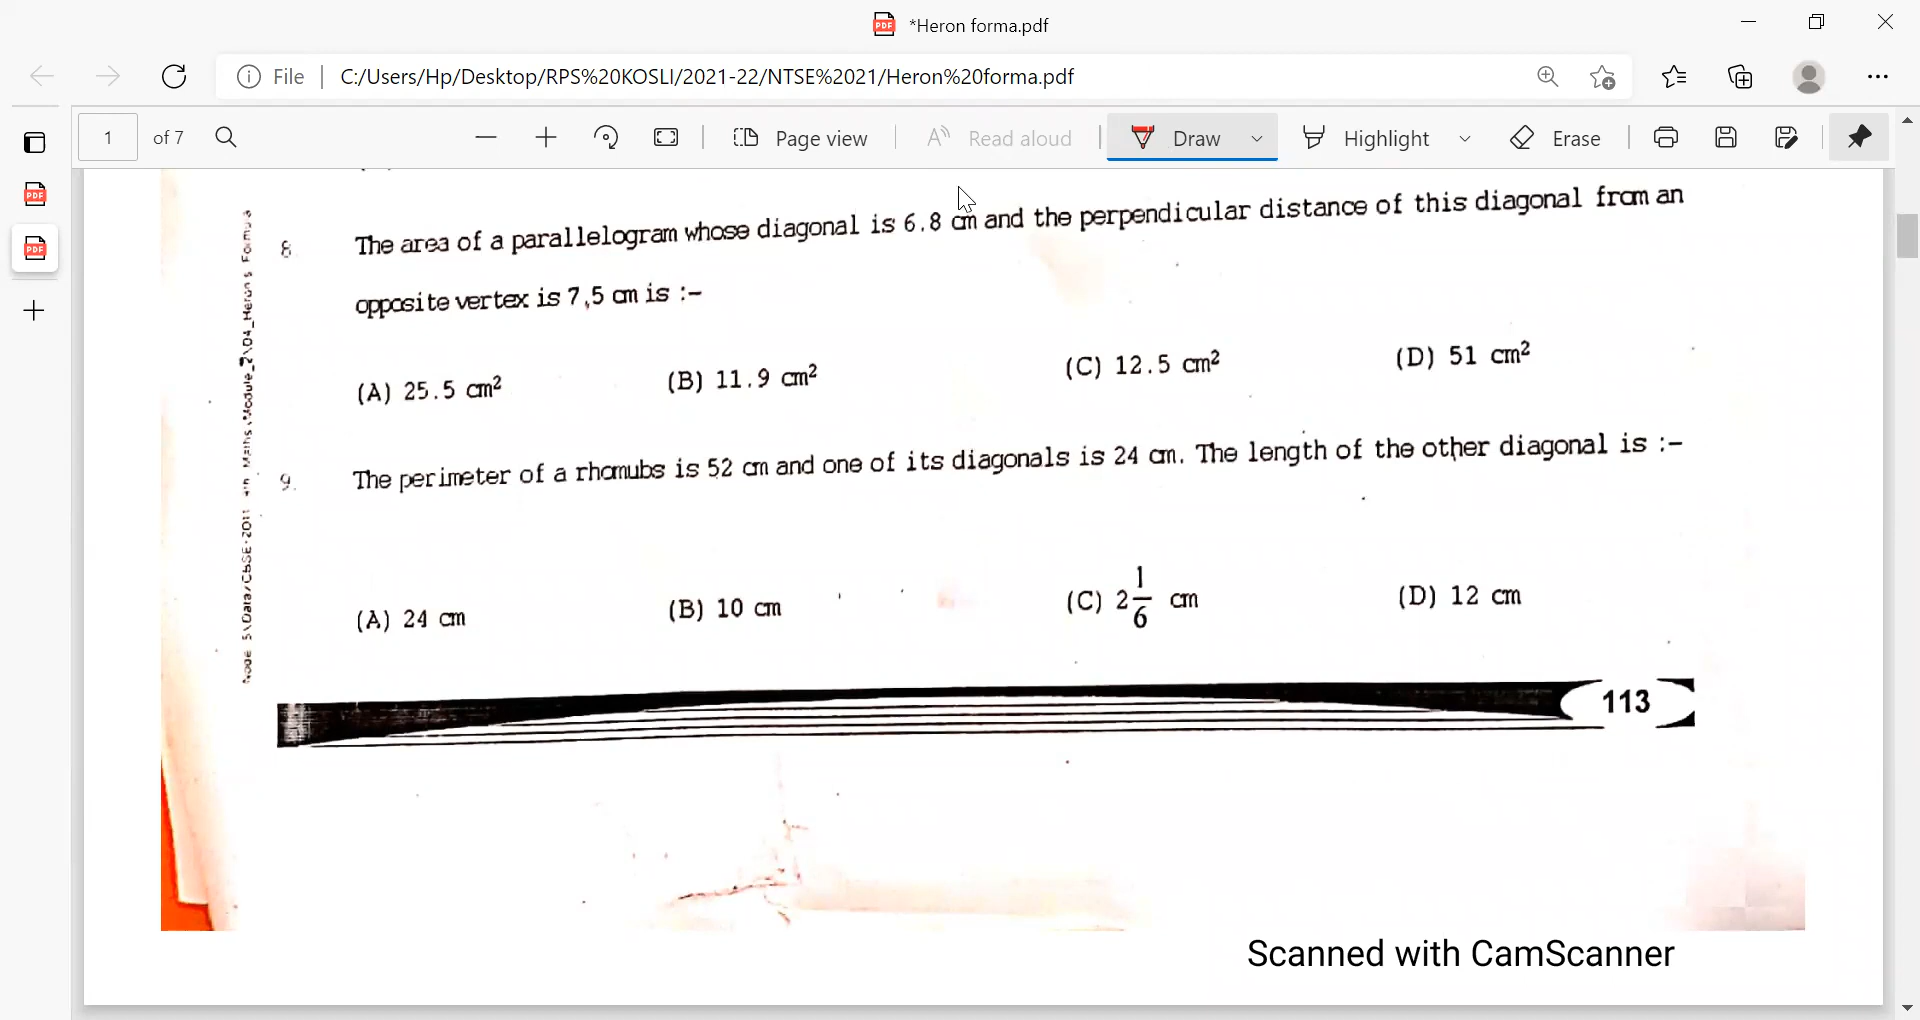 *Heron forma.pdf
File C:/Users/Hp/Desktop/RPS%20KOSLI/2021-22/NTSE%2021/Heron%20forma.pdf
1 of 7 Page view Read aloud Draw Highlight Erase
8 The area of a parallelogram whose diagonal is 6.8 cm and the perpendicular distance of this diagonal from an
opposite vertex is 7,5 cm is :-
(A) 25.5 cm² (B) 11.9 cm² (C) 12.5 cm² (D) 51 cm²
9. The perimeter of a rhomubs is 52 cm and one of its diagonals is 24 cm. The length of the other diagonal is :-
(A) 24 cm (B) 10 cm (C) 2 1/6 cm (D) 12 cm
113
Scanned with CamScanner